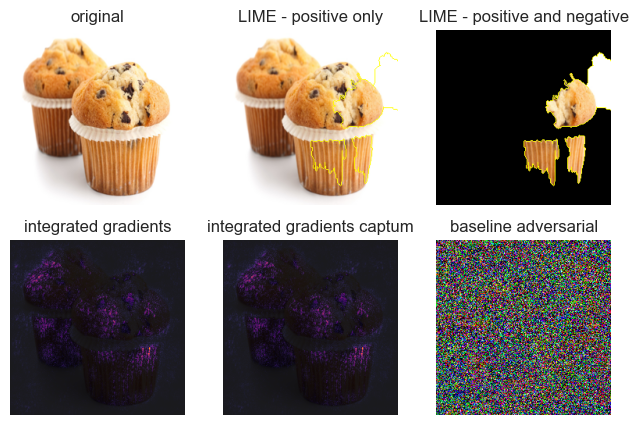 original
LIME - positive only
LIME - positive and negative
integrated gradients
integrated gradients captum
baseline adversarial